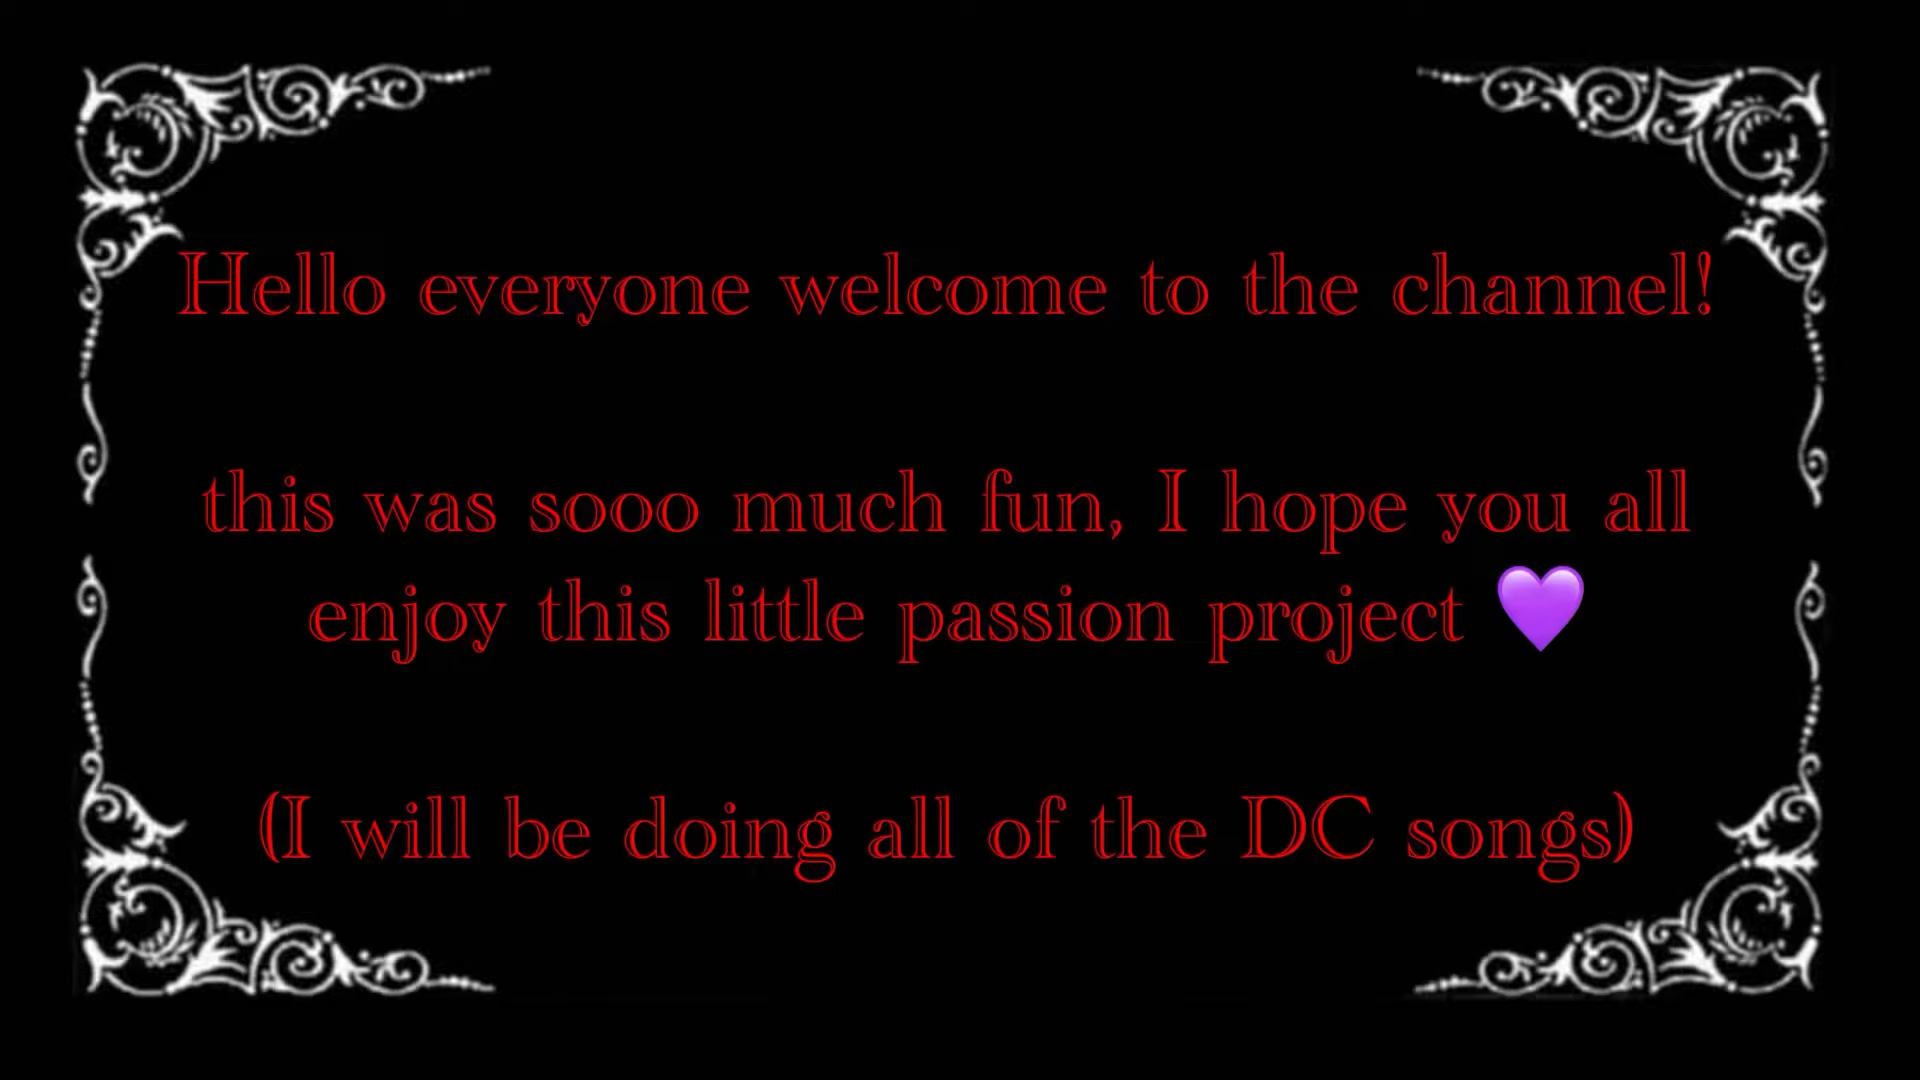 Hello everyone welcome to the channel!
this was sooo much fun, I hope you all
enjoy this little passion project 💜
(I will be doing all of the DC songs)